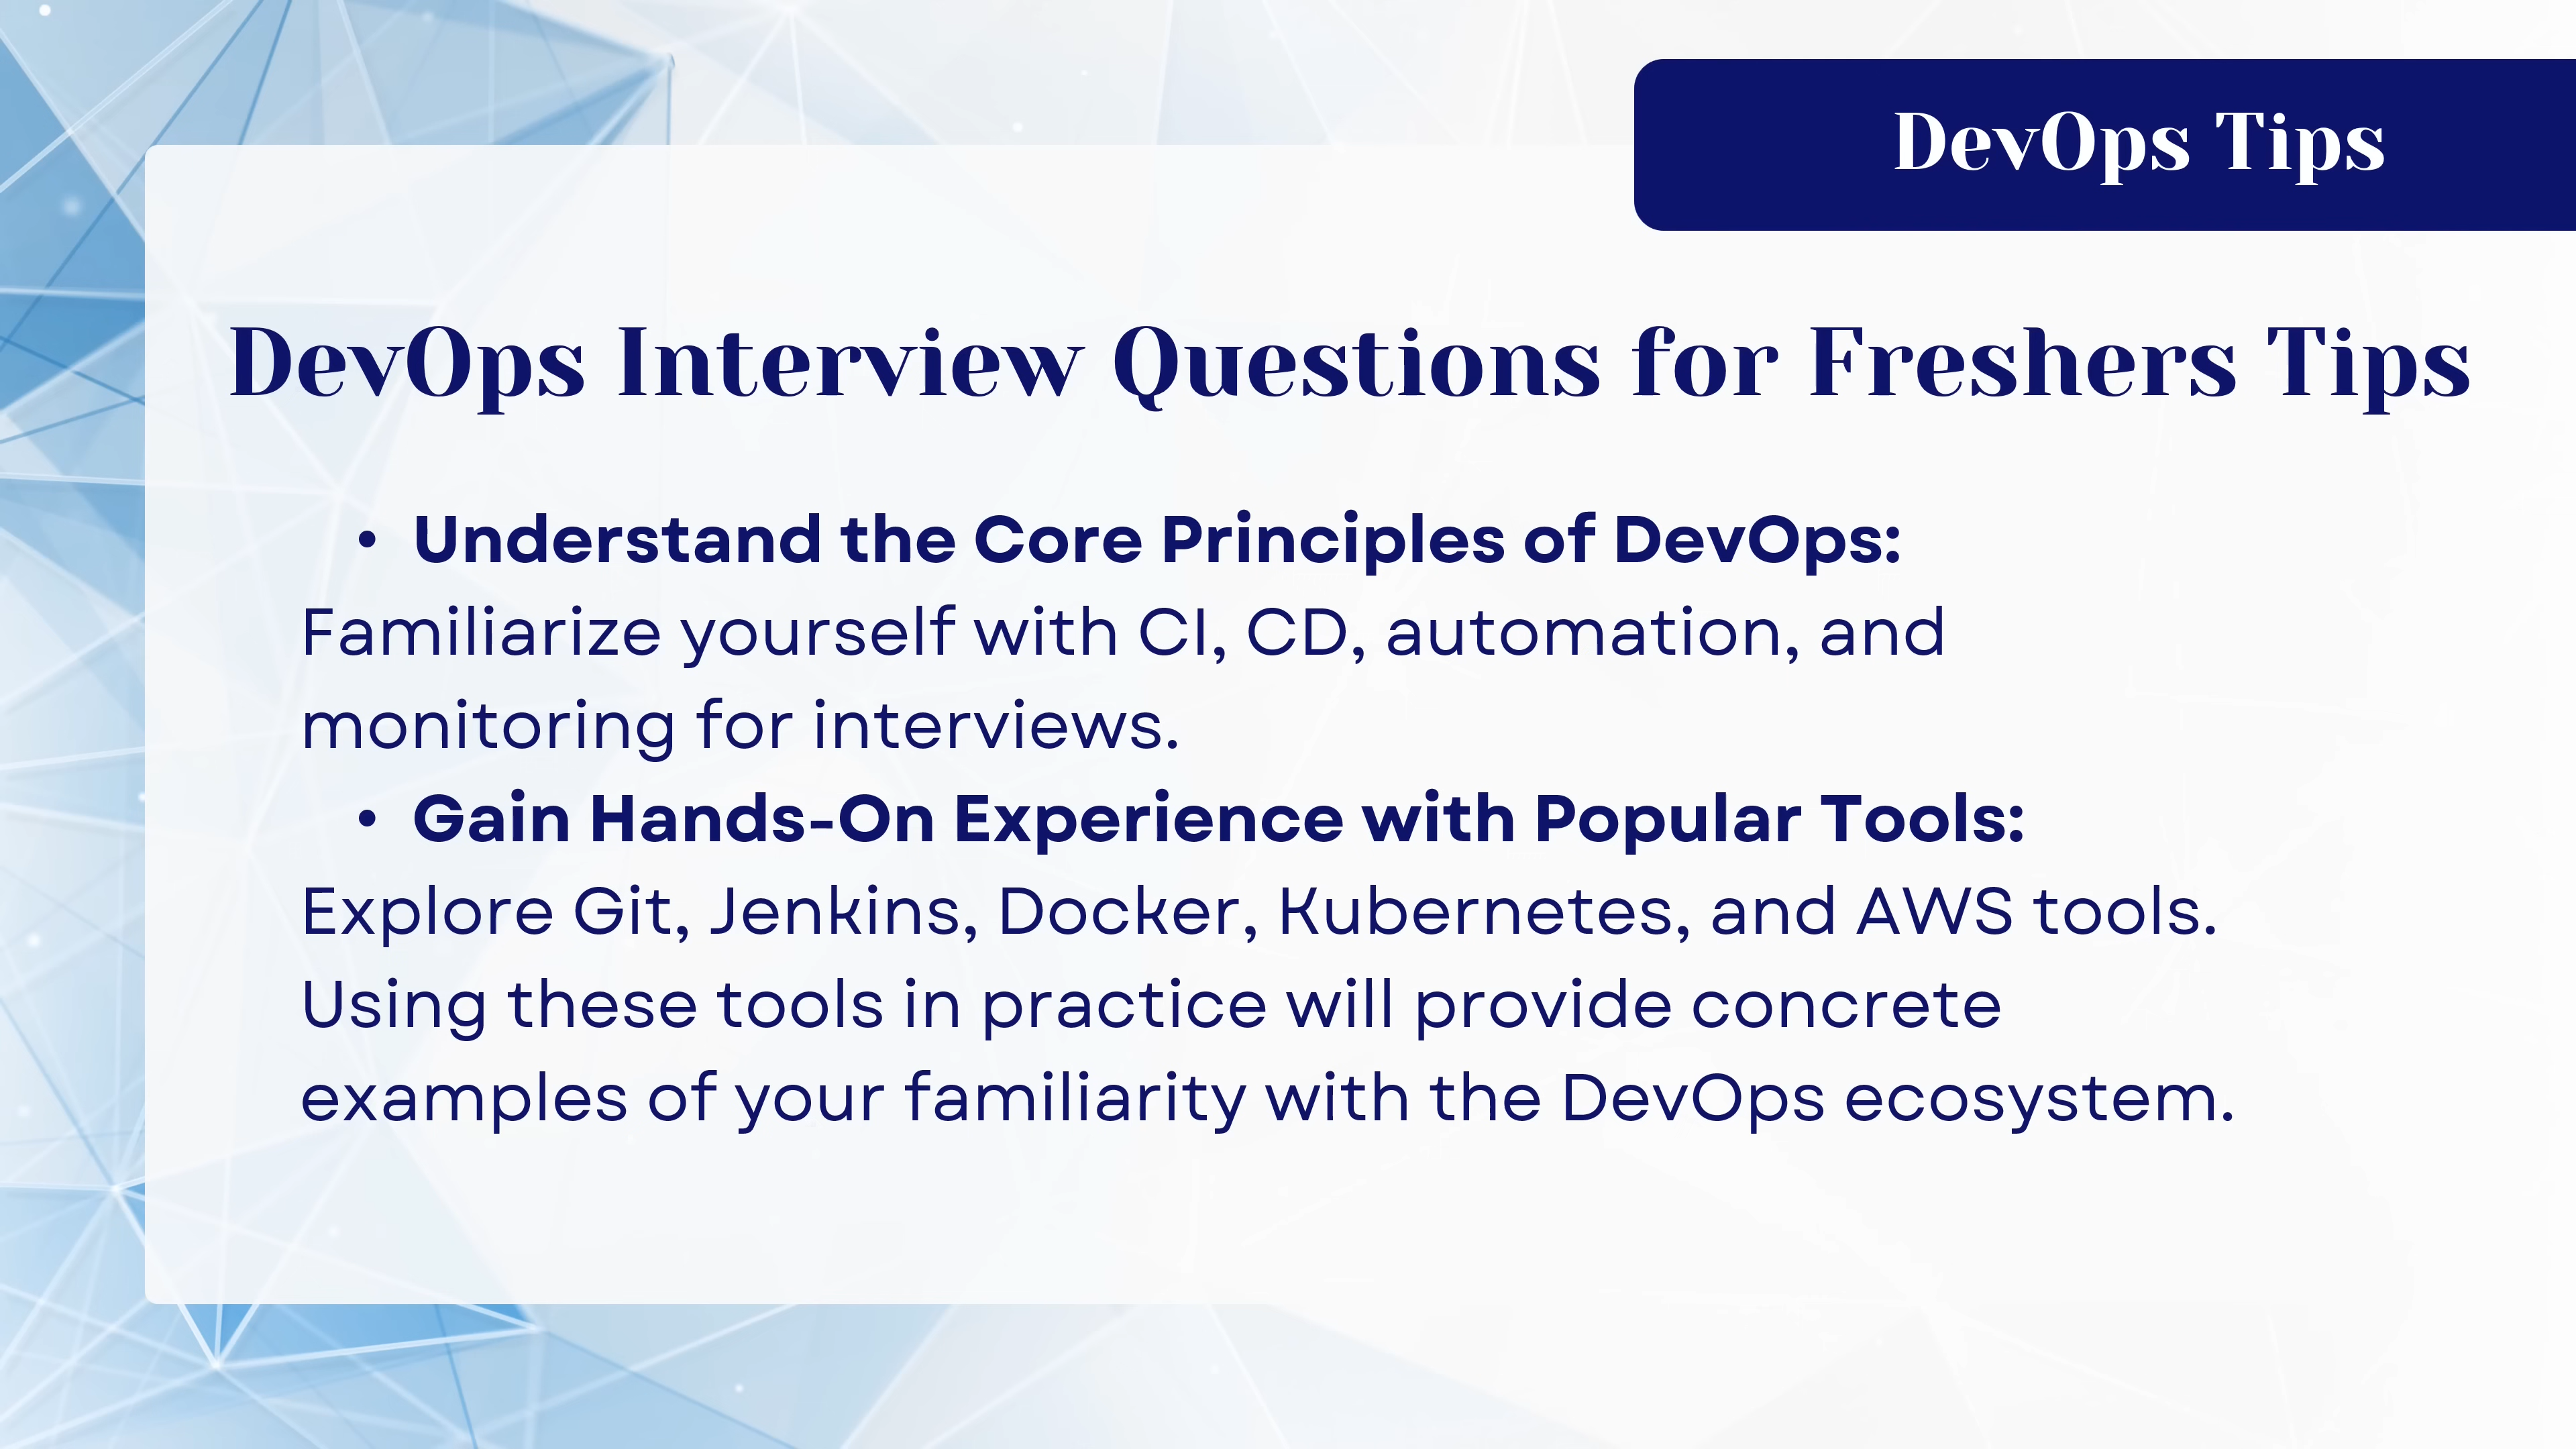 DevOps Tips
DevOps Interview Questions for Freshers Tips
• Understand the Core Principles of DevOps:
Familiarize yourself with CI, CD, automation, and
monitoring for interviews.
• Gain Hands-On Experience with Popular Tools:
Explore Git, Jenkins, Docker, Kubernetes, and AWS tools.
Using these tools in practice will provide concrete
examples of your familiarity with the DevOps ecosystem.